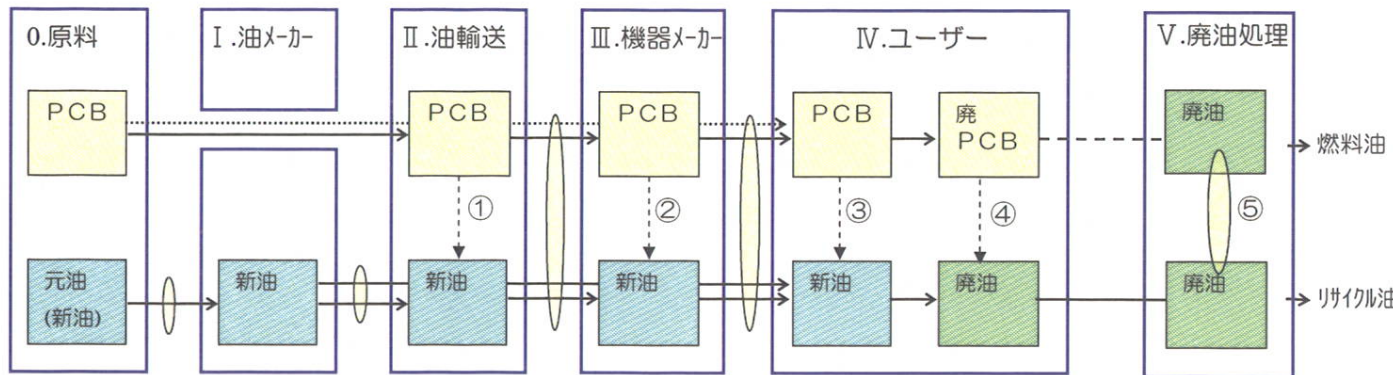 0.原料
Ⅰ.油メーカー
Ⅱ.油輸送
Ⅲ.機器メーカー
Ⅳ.ユーザー
Ⅴ.廃油処理
PCB
PCB
PCB
PCB
廃
PCB
廃油
燃料油
①
②
③
④
⑤
元油
(新油)
新油
新油
新油
新油
廃油
廃油
リサイクル油